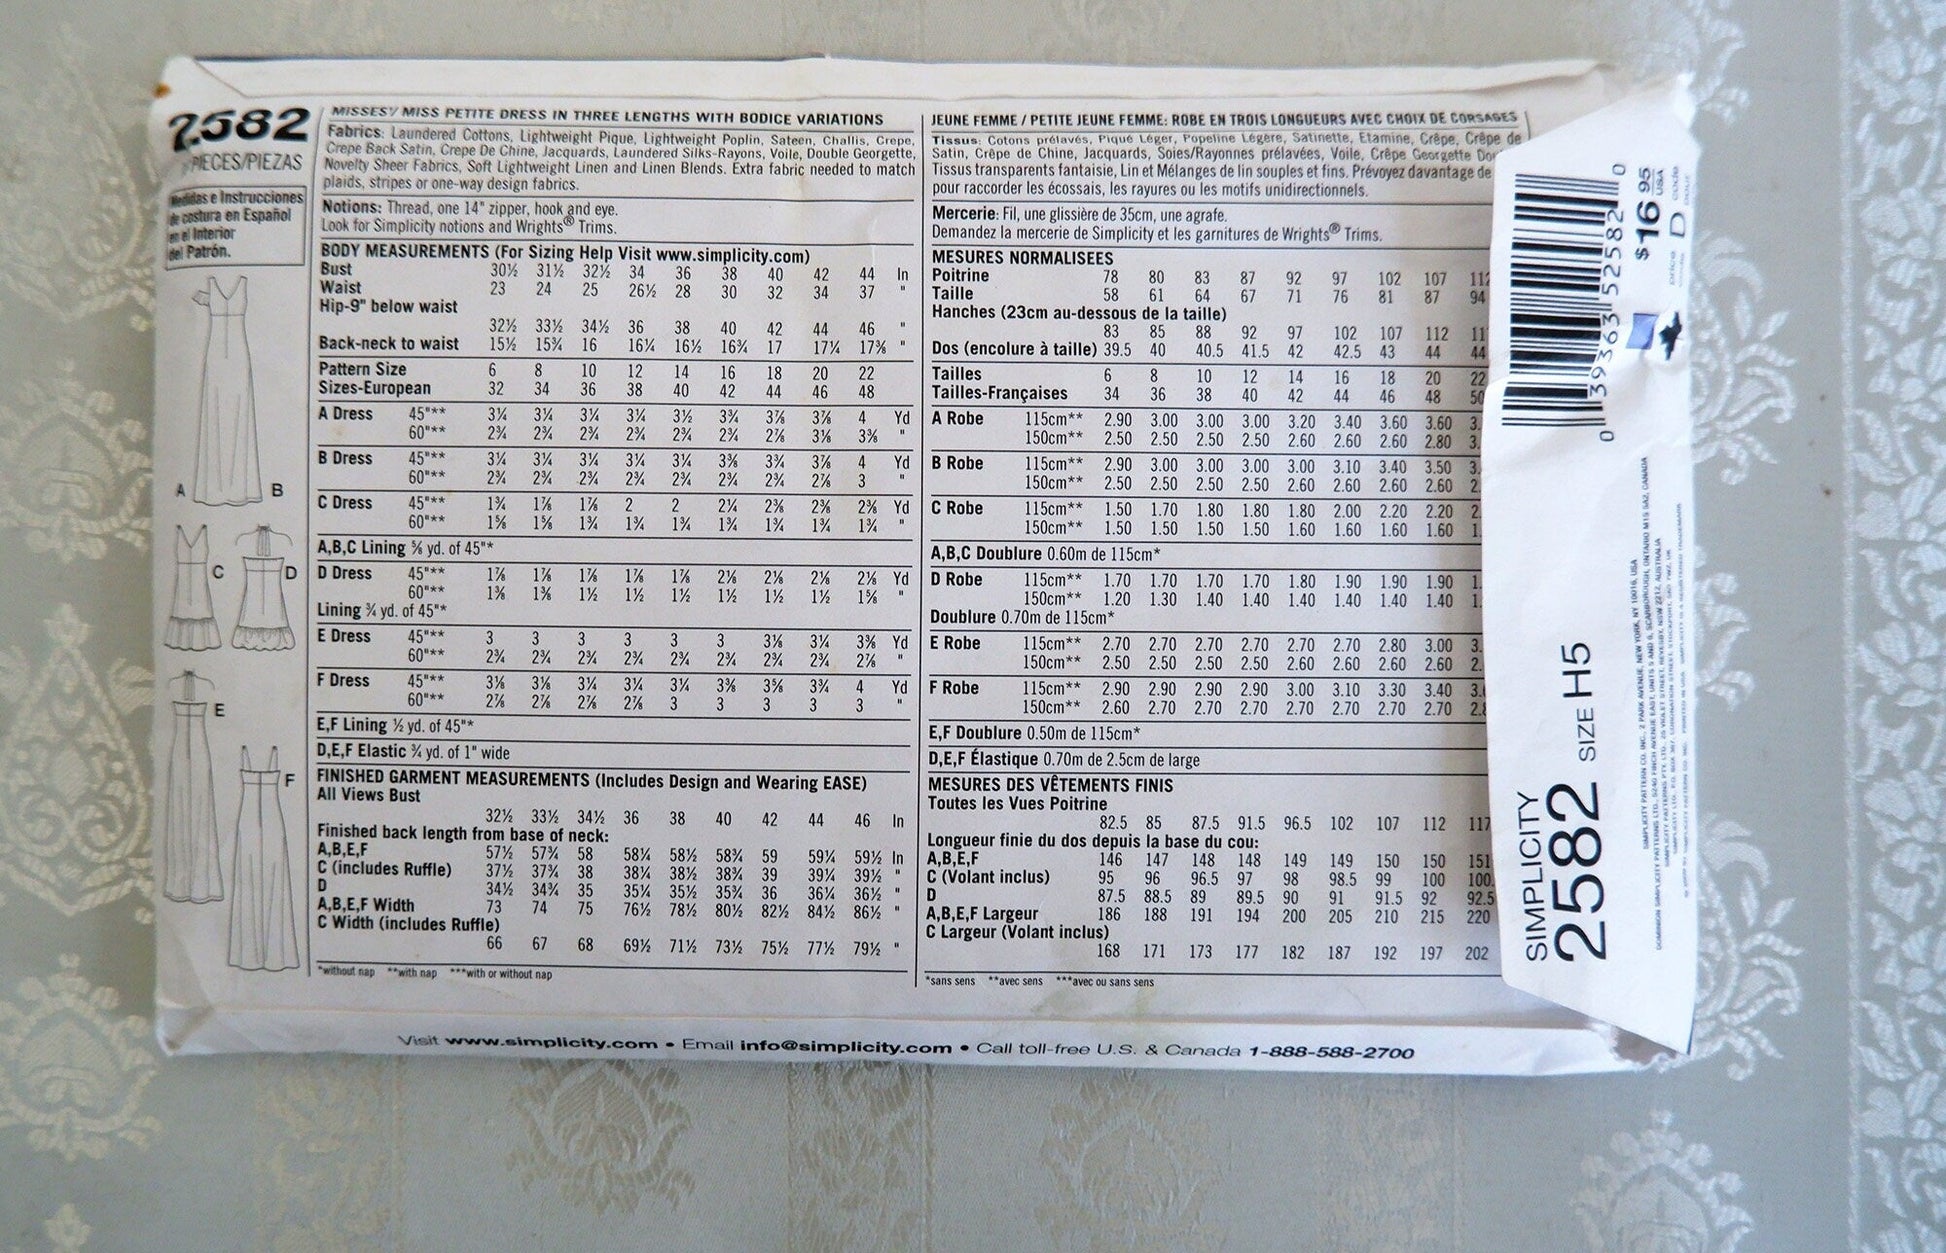 2582
PIECES/PIEZAS
Medidas e Instrucciones
de costura en Español
en el Interior
del Patrón.
A
B
C
D
E
F
MISSES'/ MISS PETITE DRESS IN THREE LENGTHS WITH BODICE VARIATIONS
Fabrics: Laundered Cottons, Lightweight Pique, Lightweight Poplin, Sateen, Challis, Crepe,
Crepe Back Satin, Crepe De Chine, Jacquards, Laundered Silks-Rayons, Voile, Double Georgette,
Novelty Sheer Fabrics, Soft Lightweight Linen and Linen Blends. Extra fabric needed to match
plaids, stripes or one-way design fabrics.
Notions: Thread, one 14" zipper, hook and eye.
Look for Simplicity notions and Wrights® Trims.
BODY MEASUREMENTS (For Sizing Help Visit www.simplicity.com)
Bust 30½ 31½ 32½ 34 36 38 40 42 44 In
Waist 23 24 25 26½ 28 30 32 34 37 "
Hip-9" below waist
32½ 33½ 34½ 36 38 40 42 44 46 "
Back-neck to waist 15½ 15¾ 16 16¼ 16½ 16¾ 17 17¼ 17⅜ "
Pattern Size 6 8 10 12 14 16 18 20 22
Sizes-European 32 34 36 38 40 42 44 46 48
A Dress 45"** 3¼ 3¼ 3¼ 3¼ 3½ 3¾ 3⅞ 3⅞ 4 Yd
60"** 2¾ 2¾ 2¾ 2¾ 2¾ 2¾ 2⅞ 3⅛ 3⅜ "
B Dress 45"** 3¼ 3¼ 3¼ 3¼ 3¼ 3⅜ 3¾ 3⅞ 4 Yd
60"** 2¾ 2¾ 2¾ 2¾ 2¾ 2¾ 2¾ 2⅞ 3 "
C Dress 45"** 1¾ 1⅞ 1⅞ 2 2 2¼ 2⅜ 2⅜ 2⅜ Yd
60"** 1⅝ 1⅝ 1¾ 1¾ 1¾ 1¾ 1¾ 1¾ 1¾ "
A,B,C Lining ⅝ yd. of 45"*
D Dress 45"** 1⅞ 1⅞ 1⅞ 1⅞ 1⅞ 2⅛ 2⅛ 2⅛ 2⅛ Yd
60"** 1⅜ 1⅜ 1½ 1½ 1½ 1½ 1½ 1½ 1⅝ "
Lining ¾ yd. of 45"*
E Dress 45"** 3 3 3 3 3 3 3⅛ 3¼ 3⅜ Yd
60"** 2¾ 2¾ 2¾ 2¾ 2¾ 2¾ 2¾ 2¾ 2⅞ "
F Dress 45"** 3⅛ 3⅛ 3¼ 3¼ 3¼ 3⅜ 3⅝ 3¾ 4 Yd
60"** 2⅞ 2⅞ 2⅞ 2⅞ 3 3 3 3 3 "
E,F Lining ½ yd. of 45"*
D,E,F Elastic ¾ yd. of 1" wide
FINISHED GARMENT MEASUREMENTS (Includes Design and Wearing EASE)
All Views Bust
32½ 33½ 34½ 36 38 40 42 44 46 In
Finished back length from base of neck:
A,B,E,F 57½ 57¾ 58 58¼ 58½ 58¾ 59 59¼ 59½ In
C (includes Ruffle) 37½ 37¾ 38 38¼ 38½ 38¾ 39 39¼ 39½ "
D 34½ 34¾ 35 35¼ 35½ 35¾ 36 36¼ 36½ "
A,B,E,F Width 73 74 75 76½ 78½ 80½ 82½ 84½ 86½ "
C Width (includes Ruffle)
66 67 68 69½ 71½ 73½ 75½ 77½ 79½ "
*without nap **with nap ***with or without nap
JEUNE FEMME / PETITE JEUNE FEMME: ROBE EN TROIS LONGUEURS AVEC CHOIX DE CORSAGES
Tissus: Cotons prélavés, Piqué Léger, Popeline Légère, Satinette, Etamine, Crêpe, Crêpe de
Satin, Crêpe de Chine, Jacquards, Soies/Rayonnes prélavées, Voile, Crêpe Georgette
Tissus transparents fantaisie, Lin et Mélanges de lin souples et fins. Prévoyez davantage de
pour raccorder les écossais, les rayures ou les motifs unidirectionnels.
Mercerie: Fil, une glissière de 35cm, une agrafe.
Demandez la mercerie de Simplicity et les garnitures de Wrights® Trims.
MESURES NORMALISEES
Poitrine 78 80 83 87 92 97 102 107 112
Taille 58 61 64 67 71 76 81 87 94
Hanches (23cm au-dessous de la taille)
83 85 88 92 97 102 107 112 11
Dos (encolure à taille) 39.5 40 40.5 41.5 42 42.5 43 44 44
Tailles 6 8 10 12 14 16 18 20 22
Tailles-Françaises 34 36 38 40 42 44 46 48 50
A Robe 115cm** 2.90 3.00 3.00 3.00 3.20 3.40 3.60 3.60 3.
150cm** 2.50 2.50 2.50 2.50 2.60 2.60 2.60 2.80 3.
B Robe 115cm** 2.90 3.00 3.00 3.00 3.00 3.10 3.40 3.50 3.
150cm** 2.50 2.50 2.50 2.50 2.60 2.60 2.60 2.60 2.
C Robe 115cm** 1.50 1.70 1.80 1.80 1.80 2.00 2.20 2.20 2.
150cm** 1.50 1.50 1.50 1.50 1.60 1.60 1.60 1.60 1.
A,B,C Doublure 0.60m de 115cm*
D Robe 115cm** 1.70 1.70 1.70 1.70 1.80 1.90 1.90 1.90 1.
150cm** 1.20 1.30 1.40 1.40 1.40 1.40 1.40 1.40 1.
Doublure 0.70m de 115cm*
E Robe 115cm** 2.70 2.70 2.70 2.70 2.70 2.70 2.80 3.00 3.
150cm** 2.50 2.50 2.50 2.50 2.60 2.60 2.60 2.60 2.
F Robe 115cm** 2.90 2.90 2.90 2.90 3.00 3.10 3.30 3.40 3.
150cm** 2.60 2.70 2.70 2.70 2.70 2.70 2.70 2.70 2.
E,F Doublure 0.50m de 115cm*
D,E,F Élastique 0.70m de 2.5cm de large
MESURES DES VÊTEMENTS FINIS
Toutes les Vues Poitrine
82.5 85 87.5 91.5 96.5 102 107 112 117
Longueur finie du dos depuis la base du cou:
A,B,E,F 146 147 148 148 149 149 150 150 151
C (Volant inclus) 95 96 96.5 97 98 98.5 99 100 100.
D 87.5 88.5 89 89.5 90 91 91.5 92 92.5
A,B,E,F Largeur 186 188 191 194 200 205 210 215 220
C Largeur (Volant inclus)
168 171 173 177 182 187 192 197 202
*sans sens **avec sens ***avec ou sans sens
0 39363 52582 0
$16.95
USA
price D code
SIMPLICITY
2582 SIZE H5
SIMPLICITY PATTERN CO. INC., 2 PARK AVENUE, NEW YORK, NY 10016, USA
Visit www.simplicity.com • Email info@simplicity.com • Call toll-free U.S. & Canada 1-888-588-2700